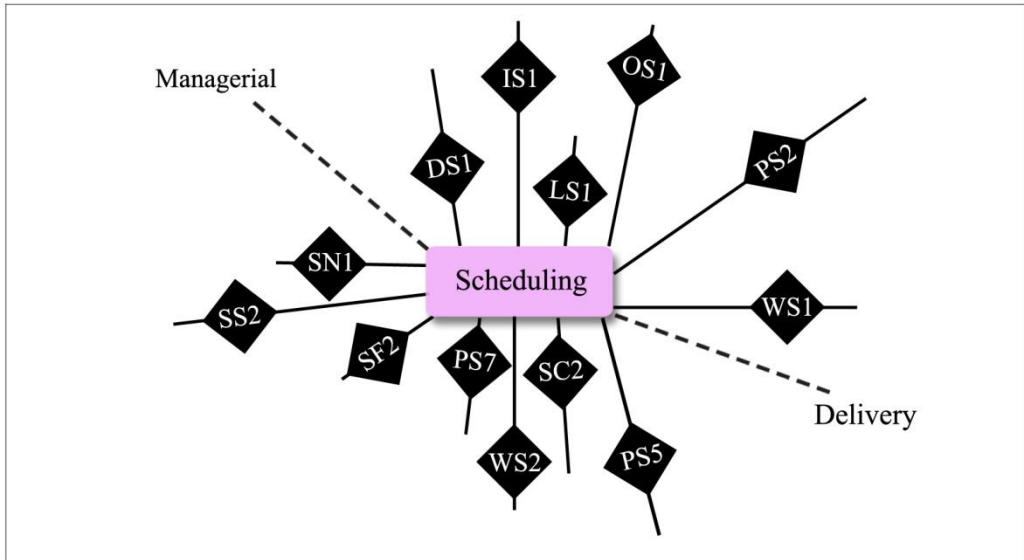 IS1
OS1
Managerial
DS1
PS2
LS1
SN1
Scheduling
SS2
WS1
SF2
PS7
SC2
Delivery
WS2
PS5